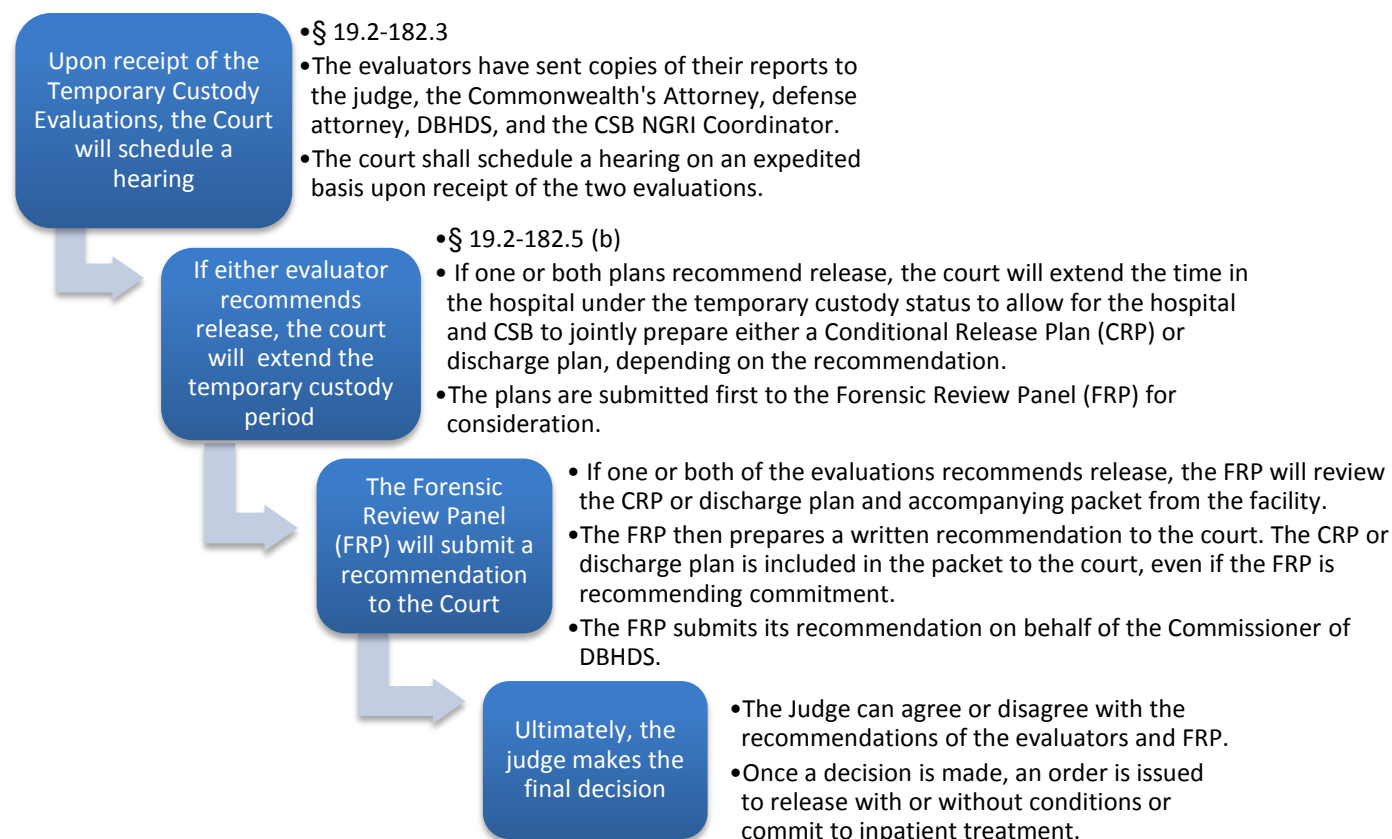 Upon receipt of the
Temporary Custody
Evaluations, the Court
will schedule a
hearing
•§ 19.2-182.3
•The evaluators have sent copies of their reports to
the judge, the Commonwealth's Attorney, defense
attorney, DBHDS, and the CSB NGRI Coordinator.
•The court shall schedule a hearing on an expedited
basis upon receipt of the two evaluations.
If either evaluator
recommends
release, the court
will extend the
temporary custody
period
•§ 19.2-182.5 (b)
• If one or both plans recommend release, the court will extend the time in
the hospital under the temporary custody status to allow for the hospital
and CSB to jointly prepare either a Conditional Release Plan (CRP) or
discharge plan, depending on the recommendation.
•The plans are submitted first to the Forensic Review Panel (FRP) for
consideration.
The Forensic
Review Panel
(FRP) will submit a
recommendation
to the Court
• If one or both of the evaluations recommends release, the FRP will review
the CRP or discharge plan and accompanying packet from the facility.
•The FRP then prepares a written recommendation to the court. The CRP or
discharge plan is included in the packet to the court, even if the FRP is
recommending commitment.
•The FRP submits its recommendation on behalf of the Commissioner of
DBHDS.
Ultimately, the
judge makes the
final decision
•The Judge can agree or disagree with the
recommendations of the evaluators and FRP.
•Once a decision is made, an order is issued
to release with or without conditions or
commit to inpatient treatment.